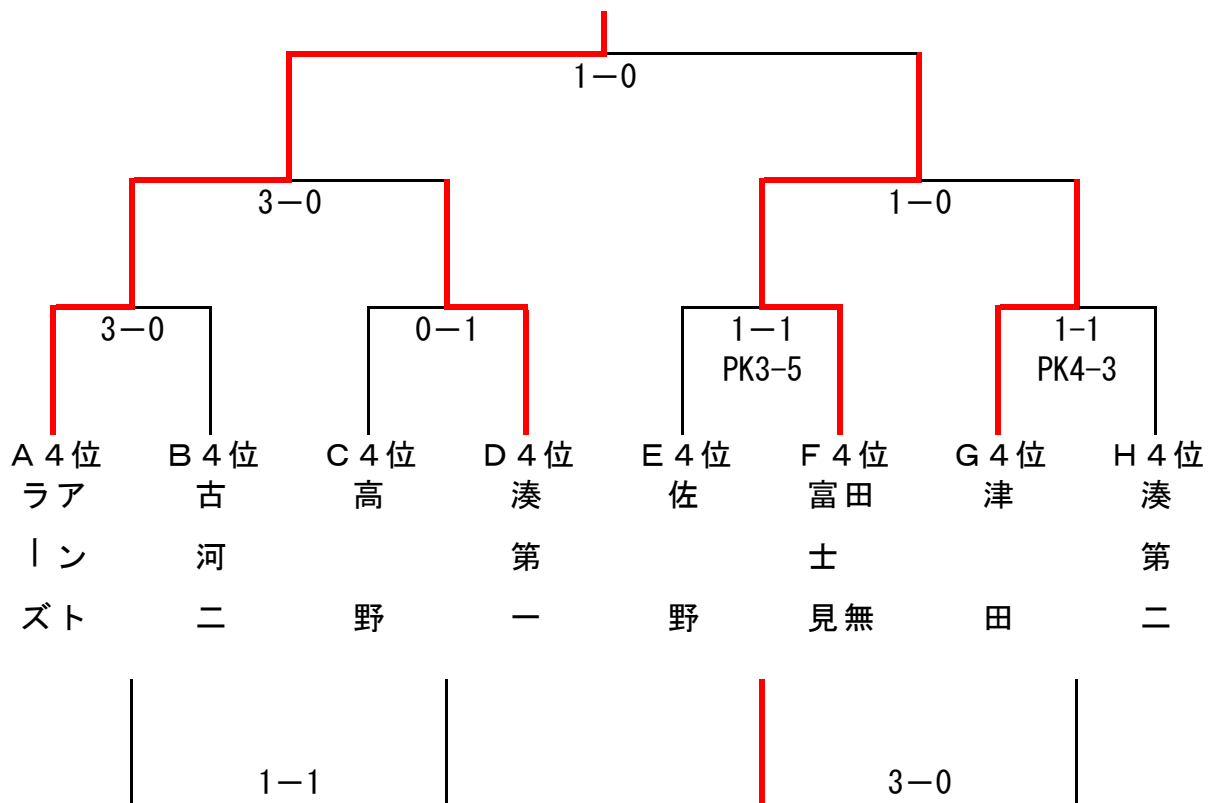 1－0
3－0
1－0
3－0
0－1
1－1
PK3-5
1-1
PK4-3
Ａ４位
Ｂ４位
Ｃ４位
Ｄ４位
Ｅ４位
Ｆ４位
Ｇ４位
Ｈ４位
アントラーズ
古河二
高野
湊第一
佐野
田無富士見
津田
湊第二
1－1
3－0